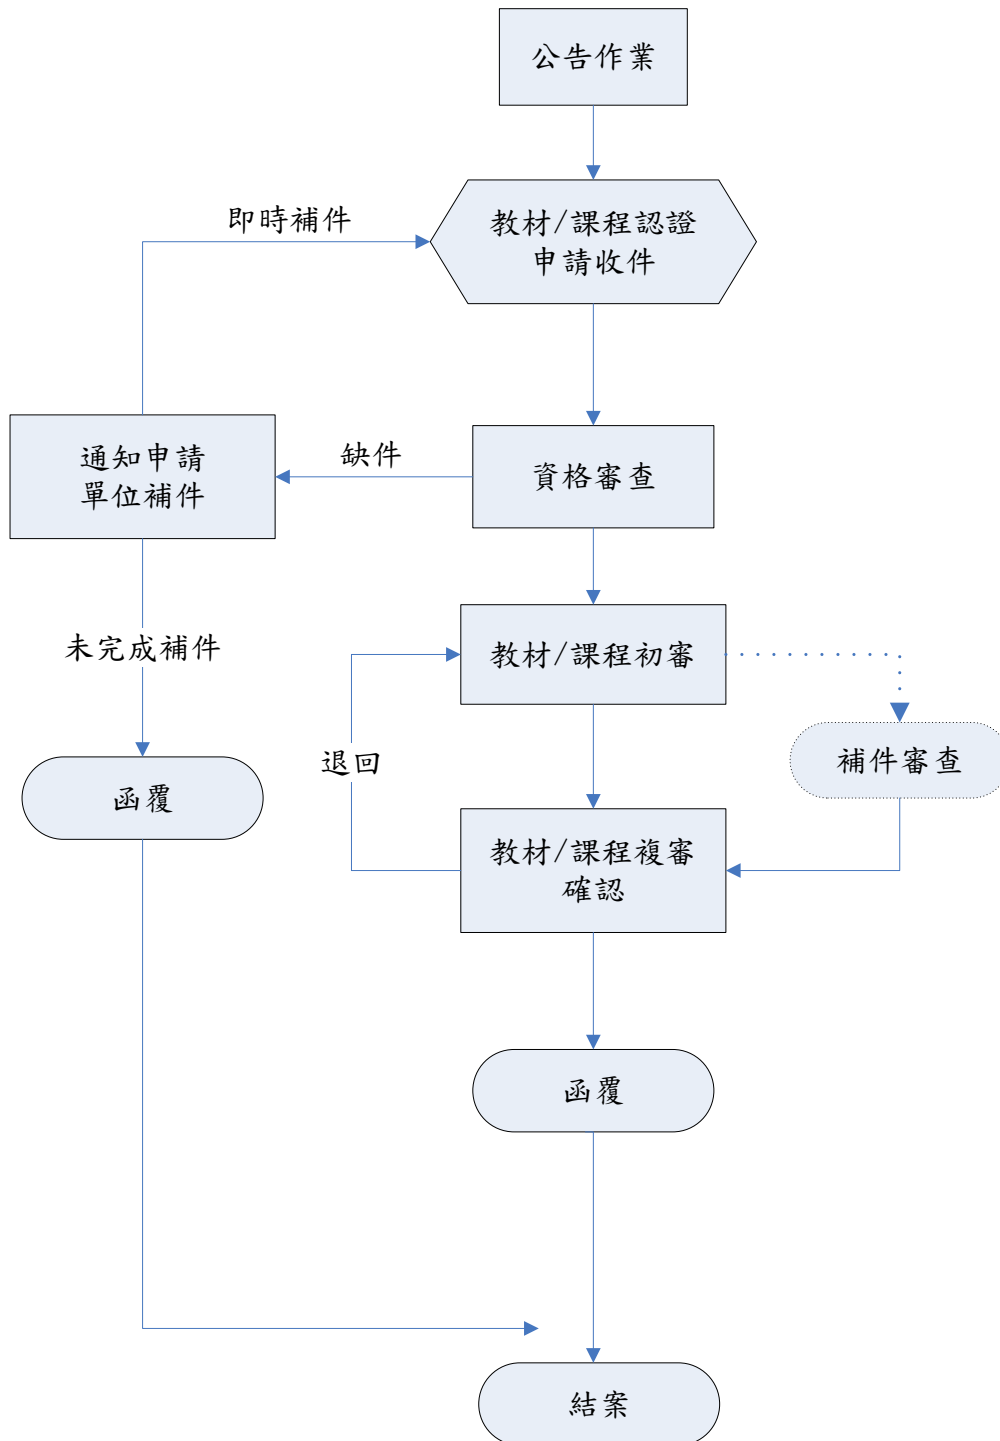 公告作業
即時補件
教材/課程認證
申請收件
通知申請
單位補件
缺件
資格審查
未完成補件
教材/課程初審
退回
補件審查
函覆
教材/課程複審
確認
函覆
結案